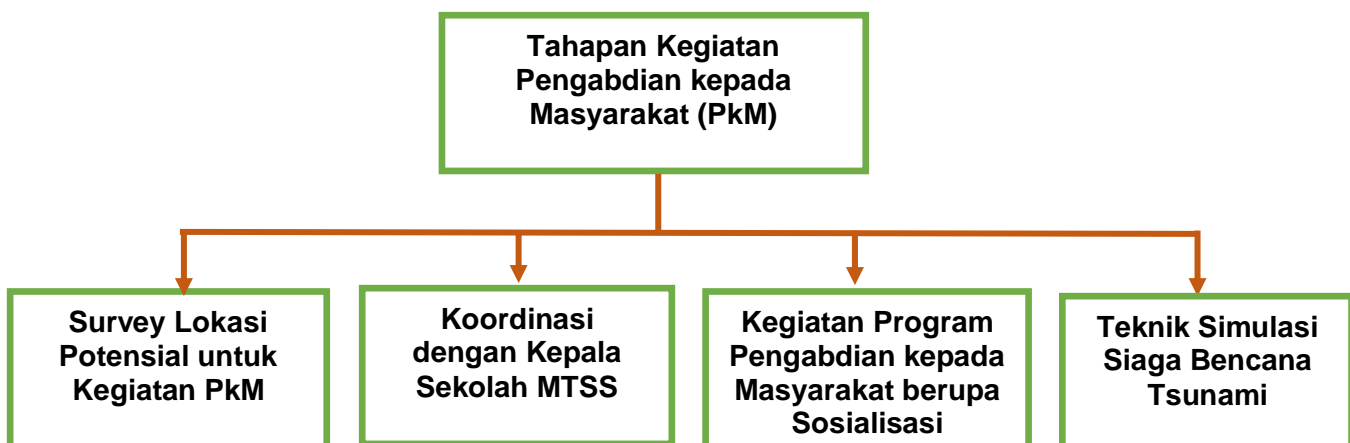 Tahapan Kegiatan
Pengabdian kepada
Masyarakat (PkM)
Survey Lokasi
Potensial untuk
Kegiatan PkM
Koordinasi
dengan Kepala
Sekolah MTSS
Kegiatan Program
Pengabdian kepada
Masyarakat berupa
Sosialisasi
Teknik Simulasi
Siaga Bencana
Tsunami